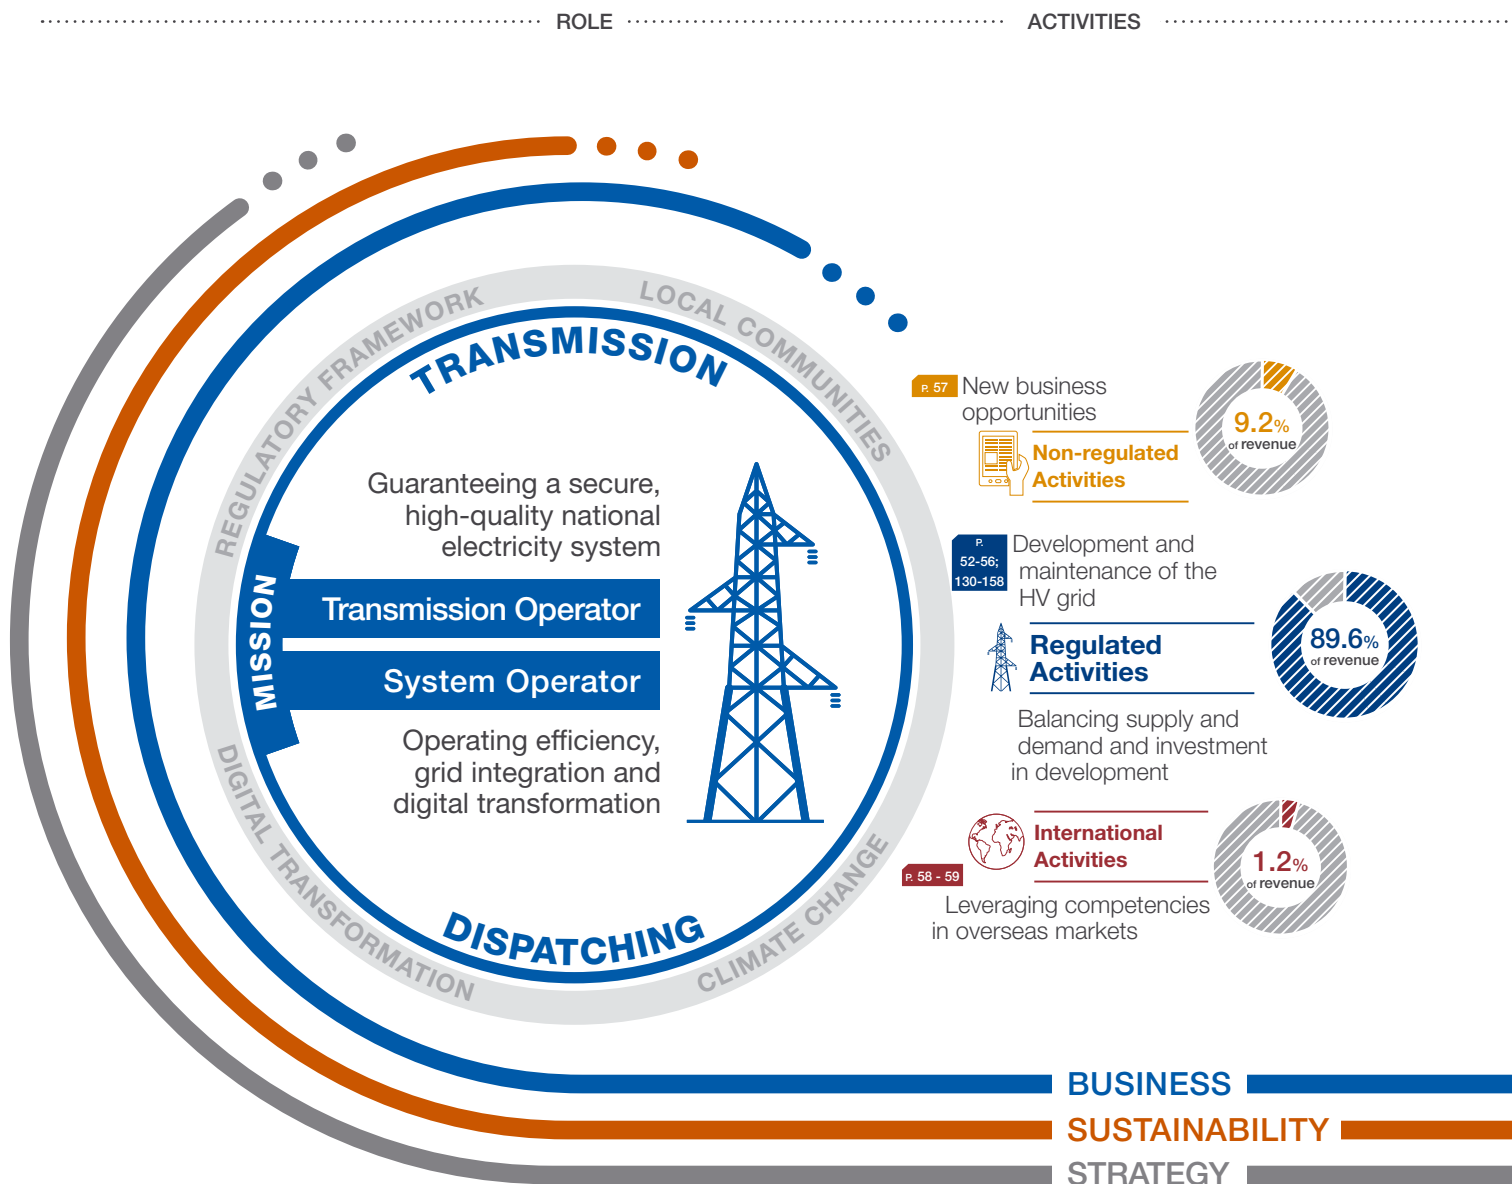 ROLE
ACTIVITIES
REGULATORY FRAMEWORK
LOCAL COMMUNITIES
TRANSMISSION
Guaranteeing a secure,
high-quality national
electricity system
MISSION
Transmission Operator
System Operator
Operating efficiency,
grid integration and
digital transformation
DISPATCHING
DIGITAL TRANSFORMATION
CLIMATE CHANGE
P. 57
New business
opportunities
Non-regulated
Activities
9.2%
of revenue
P.
52-56;
130-158
Development and
maintenance of the
HV grid
Regulated
Activities
89.6%
of revenue
Balancing supply and
demand and investment
in development
International
Activities
1.2%
of revenue
P. 58 - 59
Leveraging competencies
in overseas markets
BUSINESS
SUSTAINABILITY
STRATEGY